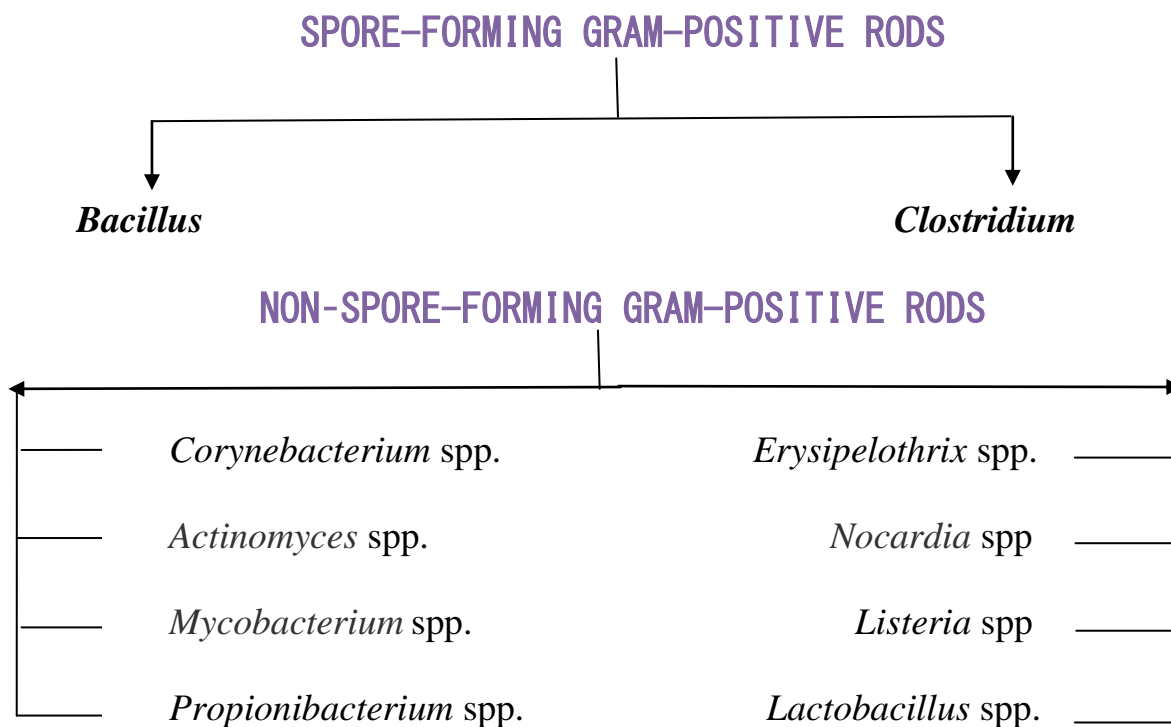 SPORE–FORMING GRAM–POSITIVE RODS
Bacillus
Clostridium
NON-SPORE–FORMING GRAM–POSITIVE RODS
Corynebacterium spp.
Erysipelothrix spp.
Actinomyces spp.
Nocardia spp
Mycobacterium spp.
Listeria spp
Propionibacterium spp.
Lactobacillus spp.